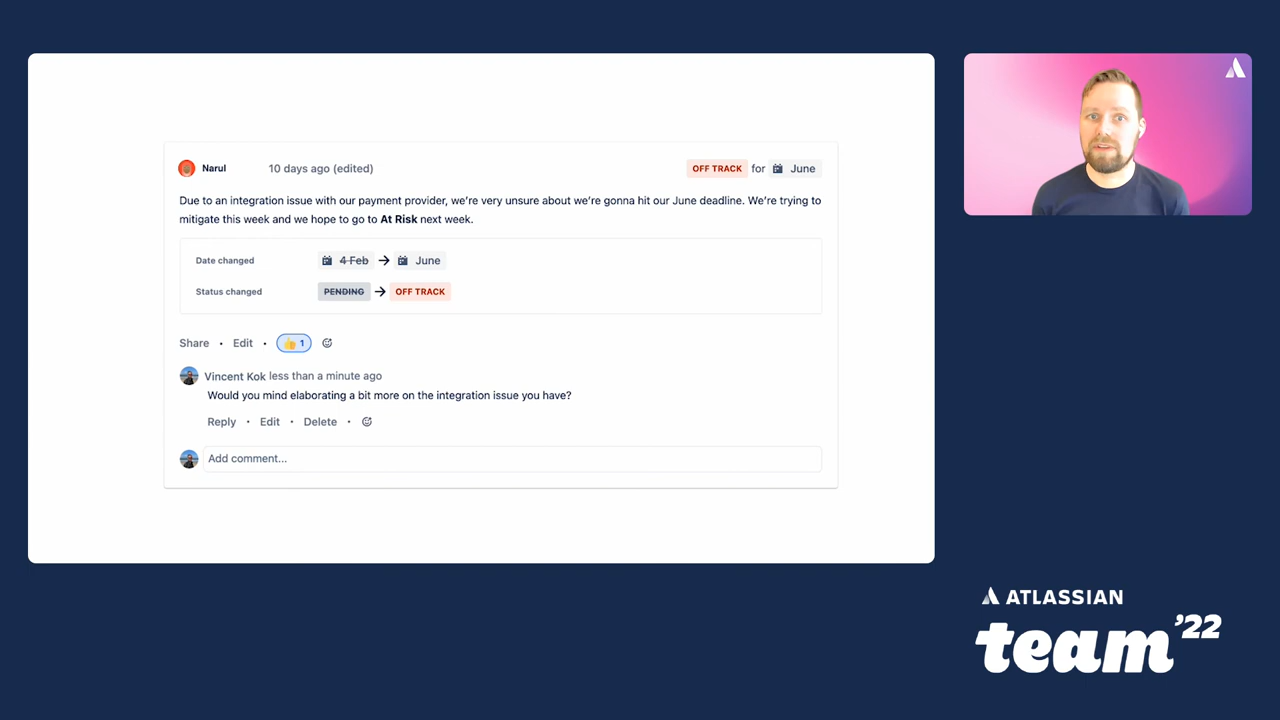 Narul 10 days ago (edited) OFF TRACK for June
Due to an integration issue with our payment provider, we're very unsure about we're gonna hit our June deadline. We're trying to
mitigate this week and we hope to go to At Risk next week.
Date changed 4 Feb → June
Status changed PENDING → OFF TRACK
Share • Edit • 👍 1
Vincent Kok less than a minute ago
Would you mind elaborating a bit more on the integration issue you have?
Reply • Edit • Delete •
Add comment...
ATLASSIAN
team '22